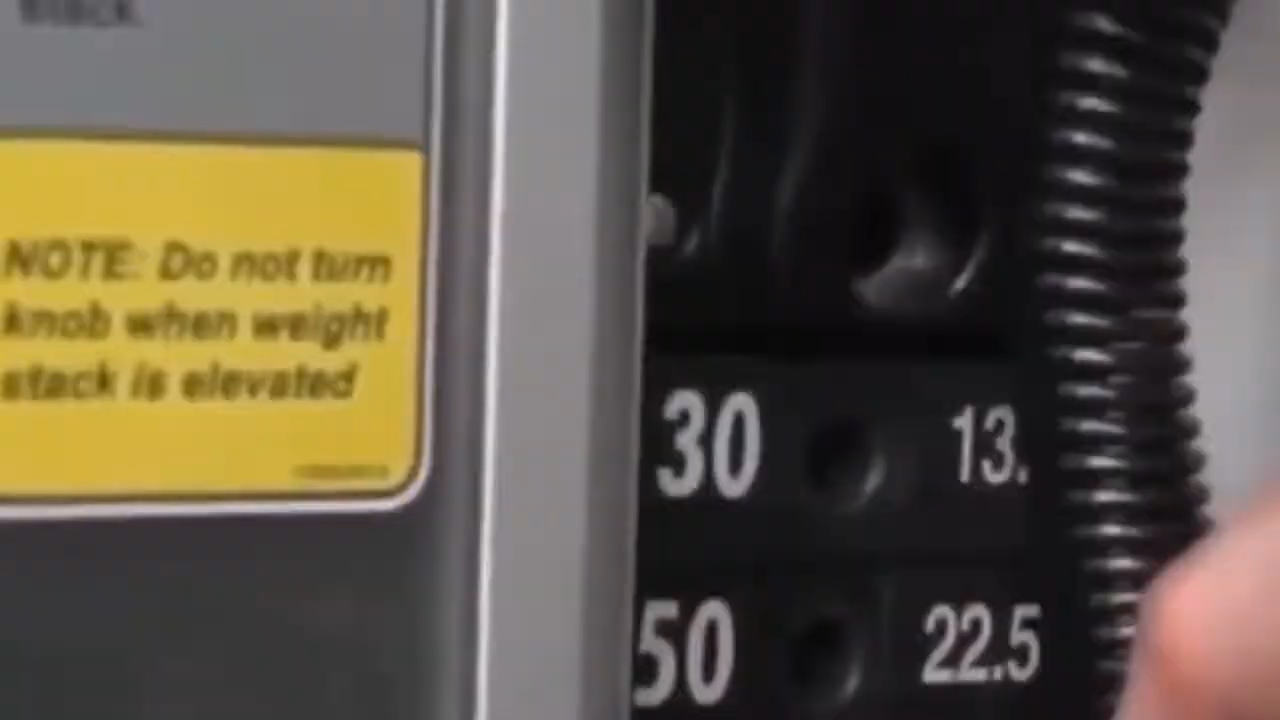 NOTE: Do not turn
knob when weight
stack is elevated
30 13.
50 22.5